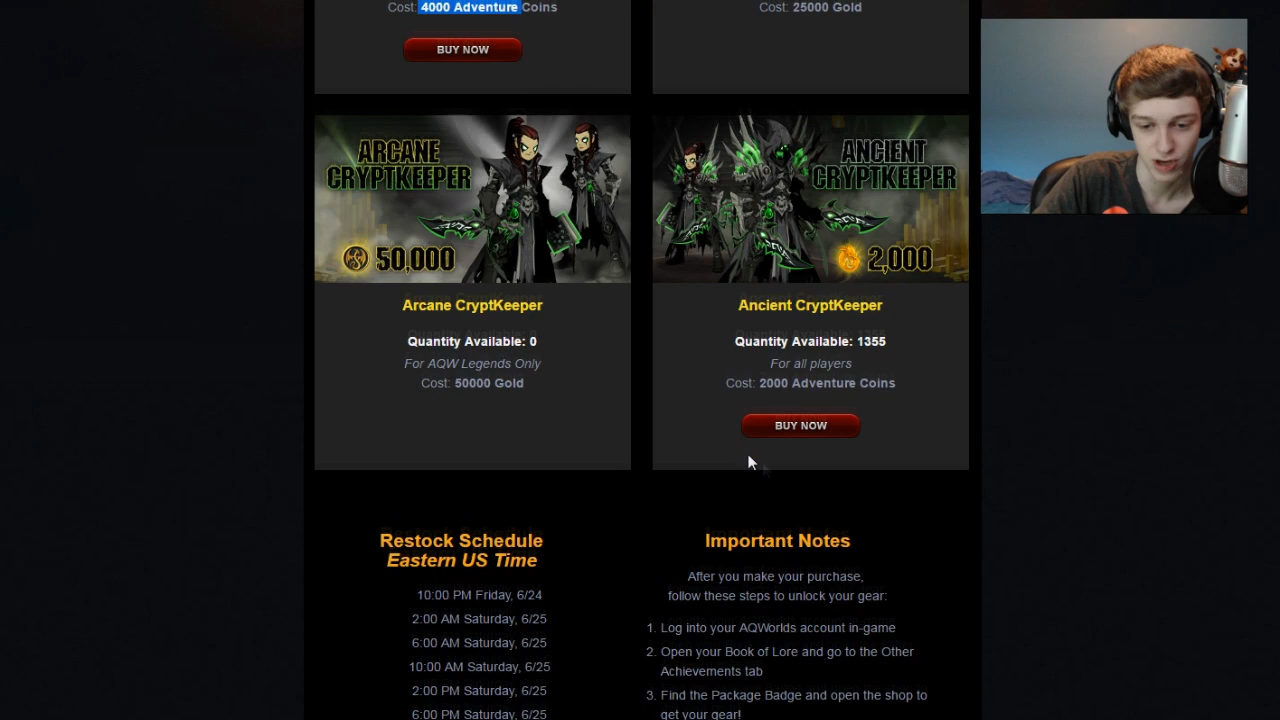 Cost: 4000 Adventure Coins
Cost: 25000 Gold
BUY NOW
ARCANE
CRYPTKEEPER
50,000
ANCIENT
CRYPTKEEPER
2,000
Arcane CryptKeeper
Quantity Available: 0
For AQW Legends Only
Cost: 50000 Gold
Ancient CryptKeeper
Quantity Available: 1355
For all players
Cost: 2000 Adventure Coins
BUY NOW
Restock Schedule
Eastern US Time
10:00 PM Friday, 6/24
2:00 AM Saturday, 6/25
6:00 AM Saturday, 6/25
10:00 AM Saturday, 6/25
2:00 PM Saturday, 6/25
6:00 PM Saturday, 6/25
Important Notes
After you make your purchase,
follow these steps to unlock your gear:
1. Log into your AQWorlds account in-game
2. Open your Book of Lore and go to the Other
Achievements tab
3. Find the Package Badge and open the shop to
get your gear!